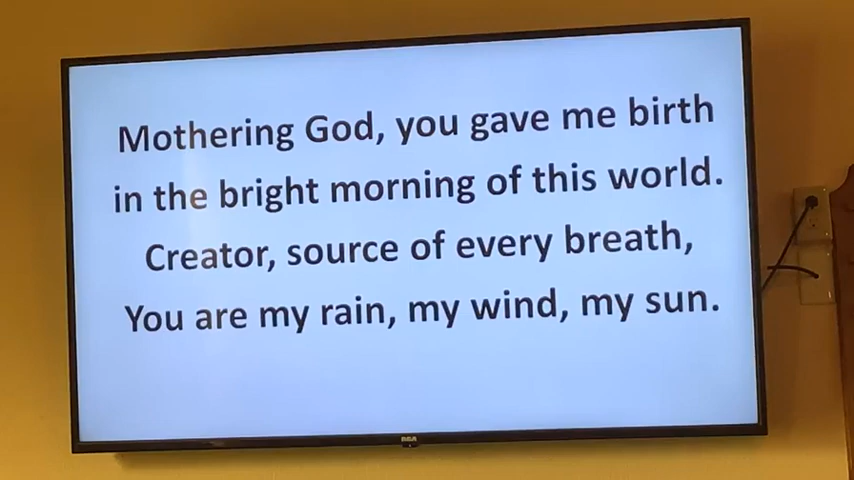 Mothering God, you gave me birth
in the bright morning of this world.
Creator, source of every breath,
You are my rain, my wind, my sun.
RCA